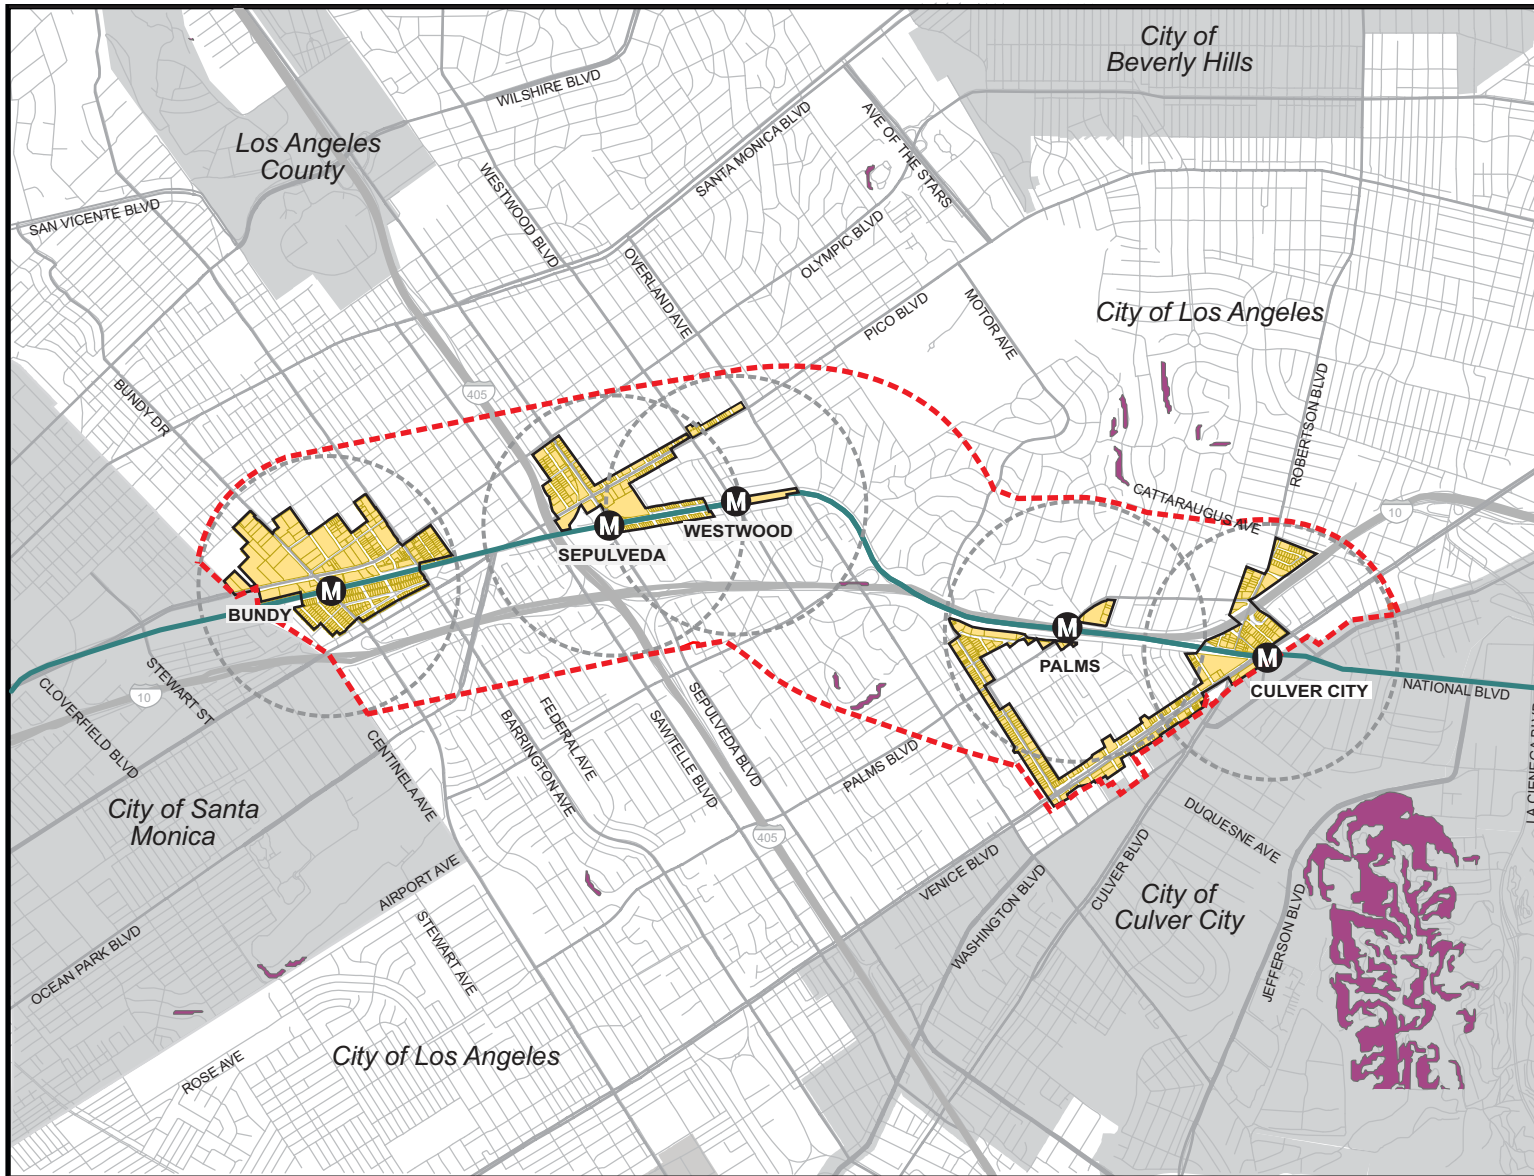 City of
Beverly Hills
WILSHIRE BLVD
SANTA MONICA BLVD
AVE OF THE STARS
Los Angeles
County
WESTWOOD BLVD
SAN VICENTE BLVD
OLYMPIC BLVD
OVERLAND AVE
PICO BLVD
MOTOR AVE
City of Los Angeles
ROBERTSON BLVD
BUNDY DR
405
CATTARAUGUS AVE
10
M
WESTWOOD
M
SEPULVEDA
M
BUNDY
M
PALMS
M
CULVER CITY
NATIONAL BLVD
STEWART ST
CLOVERFIELD BLVD
10
CENTINELA AVE
FEDERAL AVE
BARRINGTON AVE
SAWTELLE BLVD
SEPULVEDA BLVD
PALMS BLVD
LA CIENEGA BLVD
City of Santa
Monica
DUQUESNE AVE
405
VENICE BLVD
WASHINGTON BLVD
CULVER BLVD
City of
Culver City
JEFFERSON BLVD
AIRPORT AVE
STEWART AVE
OCEAN PARK BLVD
City of Los Angeles
ROSE AVE